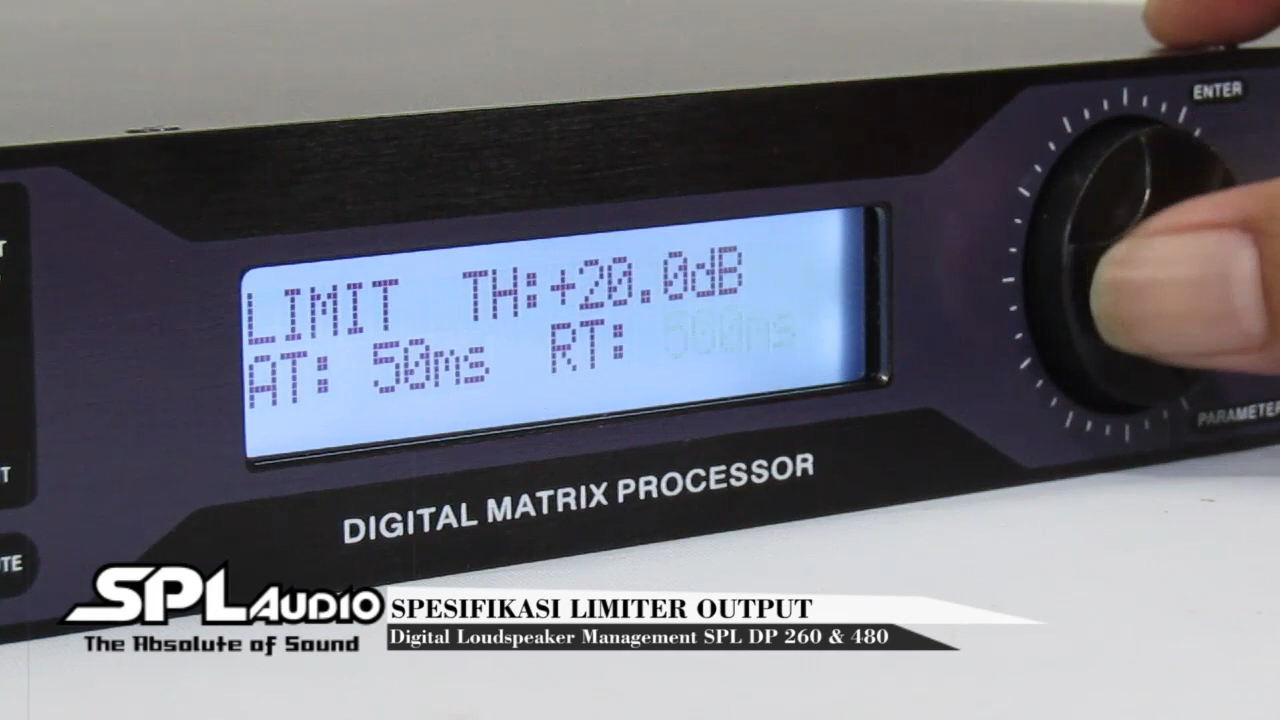 ENTER
LIMIT TH:+20.0dB
AT: 50ms RT: 500ms
PARAMETER
DIGITAL MATRIX PROCESSOR
SPL AUDIO
The Absolute of Sound
SPESIFIKASI LIMITER OUTPUT
Digital Loudspeaker Management SPL DP 260 & 480